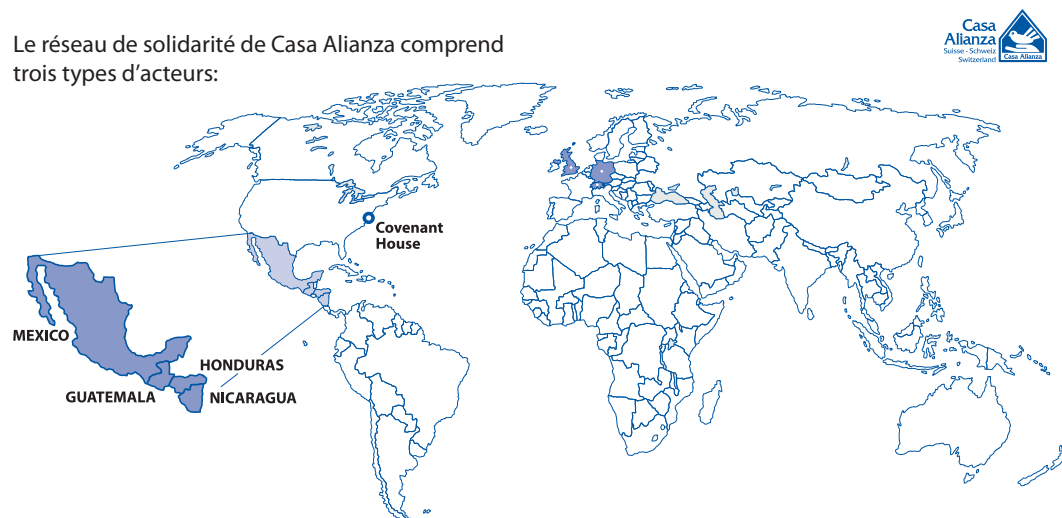 Le réseau de solidarité de Casa Alianza comprend
trois types d'acteurs:
Casa
Alianza
Suisse - Schweiz
Switzerland
Casa Alianza
Covenant
House
MEXICO
HONDURAS
GUATEMALA
NICARAGUA